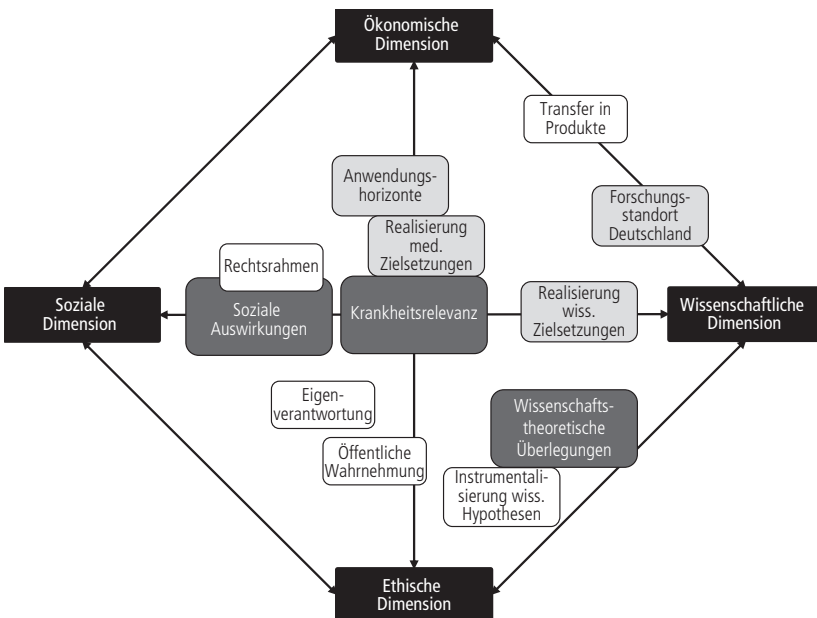 Ökonomische
Dimension
Transfer in
Produkte
Anwendungs-
horizonte
Forschungs-
standort
Deutschland
Realisierung
med.
Zielsetzungen
Rechtsrahmen
Soziale
Dimension
Soziale
Auswirkungen
Krankheitsrelevanz
Realisierung
wiss.
Zielsetzungen
Wissenschaftliche
Dimension
Eigen-
verantwortung
Wissenschafts-
theoretische
Überlegungen
Öffentliche
Wahrnehmung
Instrumentali-
sierung wiss.
Hypothesen
Ethische
Dimension